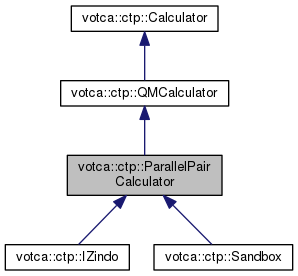 votca::ctp::Calculator
votca::ctp::QMCalculator
votca::ctp::ParallelPair
Calculator
votca::ctp::IZindo
votca::ctp::Sandbox